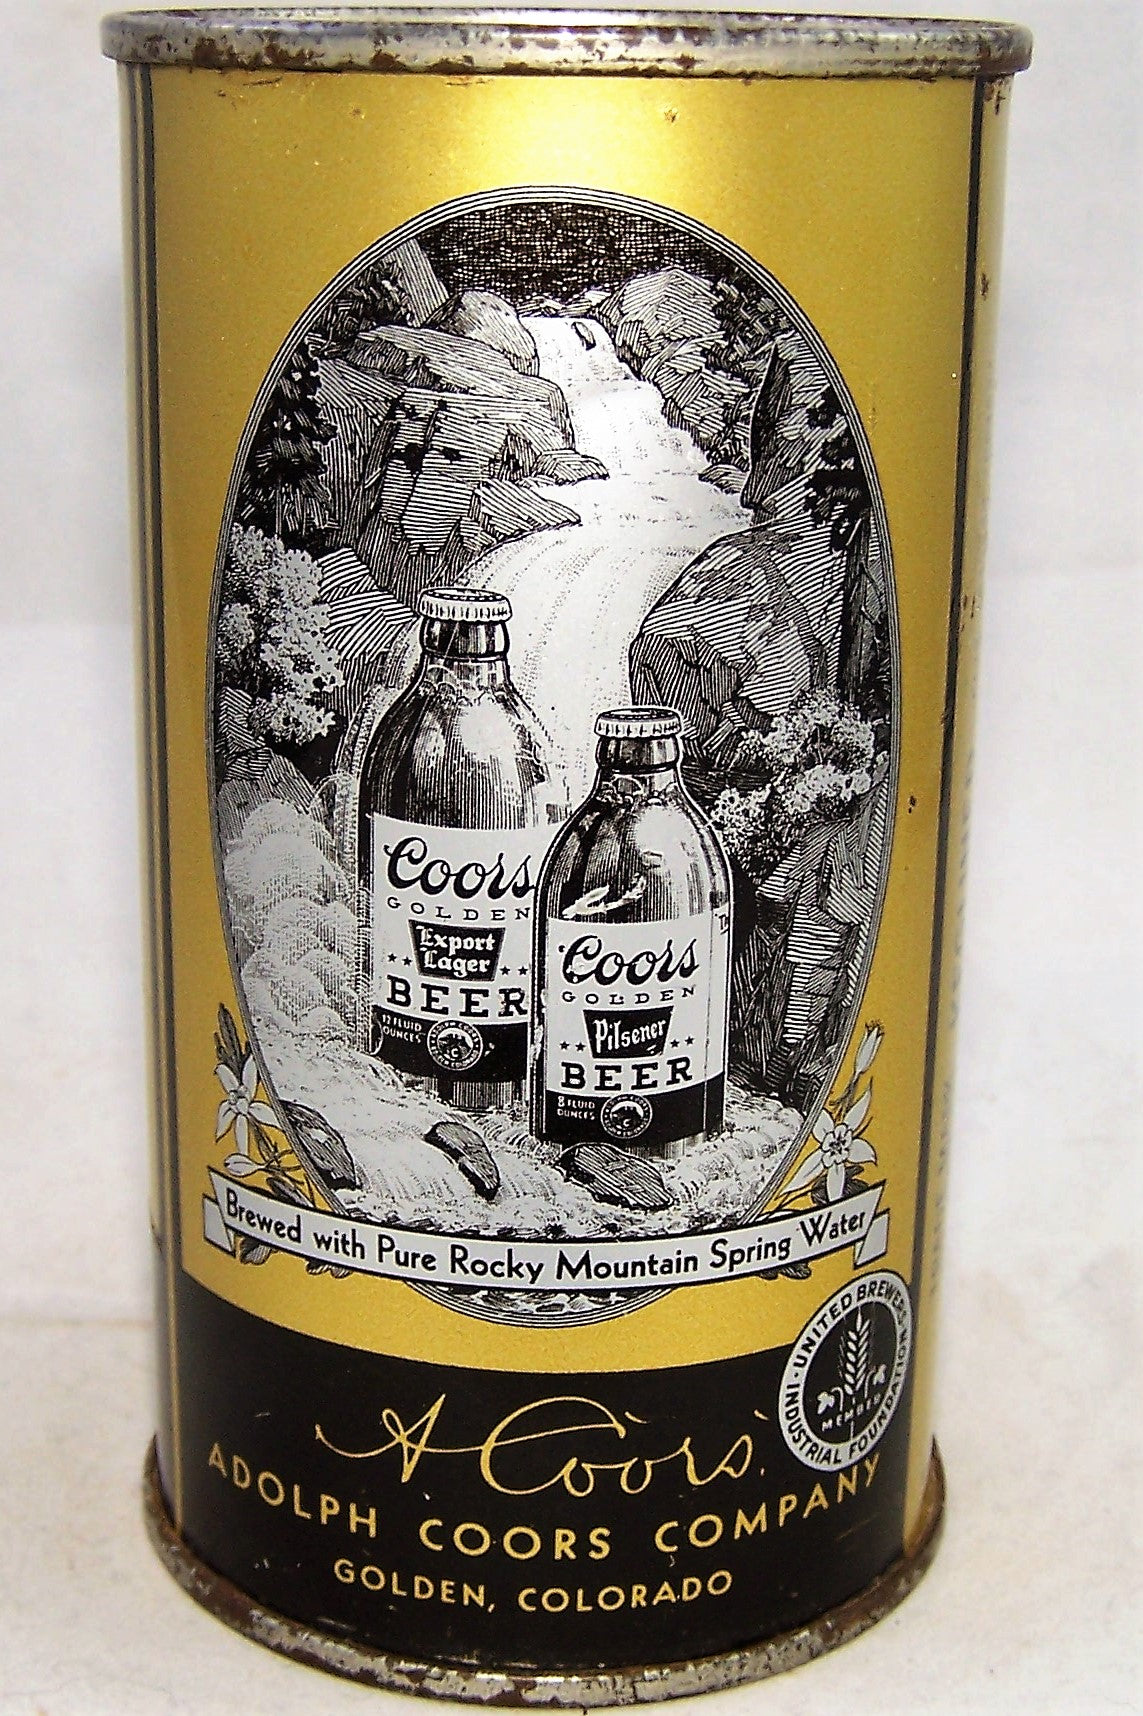 Coors
GOLDEN
Export
Lager
BEER
12 FLUID
OUNCES
Coors
GOLDEN
Pilsener
BEER
8 FLUID
OUNCES
Brewed with Pure Rocky Mountain Spring Water
UNITED BREWERS INDUSTRIAL FOUNDATION
MEMBER
A Coors
ADOLPH COORS COMPANY
GOLDEN, COLORADO